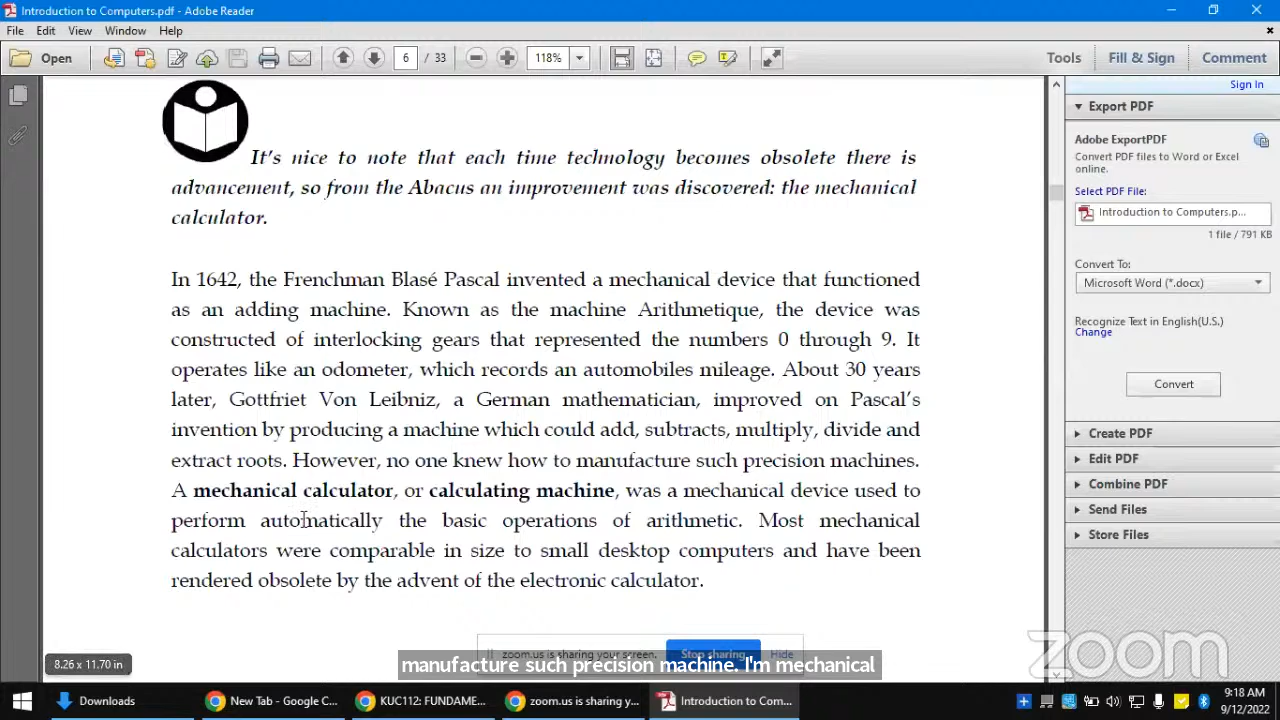 Introduction to Computers.pdf - Adobe Reader
File Edit View Window Help
Open 6 / 33 118% Tools Fill & Sign Comment
Sign In
It's nice to note that each time technology becomes obsolete there is
advancement, so from the Abacus an improvement was discovered: the mechanical
calculator.
In 1642, the Frenchman Blasé Pascal invented a mechanical device that functioned
as an adding machine. Known as the machine Arithmetique, the device was
constructed of interlocking gears that represented the numbers 0 through 9. It
operates like an odometer, which records an automobiles mileage. About 30 years
later, Gottfriet Von Leibniz, a German mathematician, improved on Pascal's
invention by producing a machine which could add, subtracts, multiply, divide and
extract roots. However, no one knew how to manufacture such precision machines.
A mechanical calculator, or calculating machine, was a mechanical device used to
perform automatically the basic operations of arithmetic. Most mechanical
calculators were comparable in size to small desktop computers and have been
rendered obsolete by the advent of the electronic calculator.
Export PDF
Adobe ExportPDF
Convert PDF files to Word or Excel
online.
Select PDF File:
Introduction to Computers.p...
1 file / 791 KB
Convert To:
Microsoft Word (*.docx)
Recognize Text in English(U.S.)
Change
Convert
Create PDF
Edit PDF
Combine PDF
Send Files
Store Files
zoom.us is sharing your screen. Stop sharing Hide
manufacture such precision machine. I'm mechanical
8.26 x 11.70 in
zoom
Downloads New Tab - Google C... KUC112: FUNDAME... zoom.us is sharing y... Introduction to Com...
9:18 AM
9/12/2022